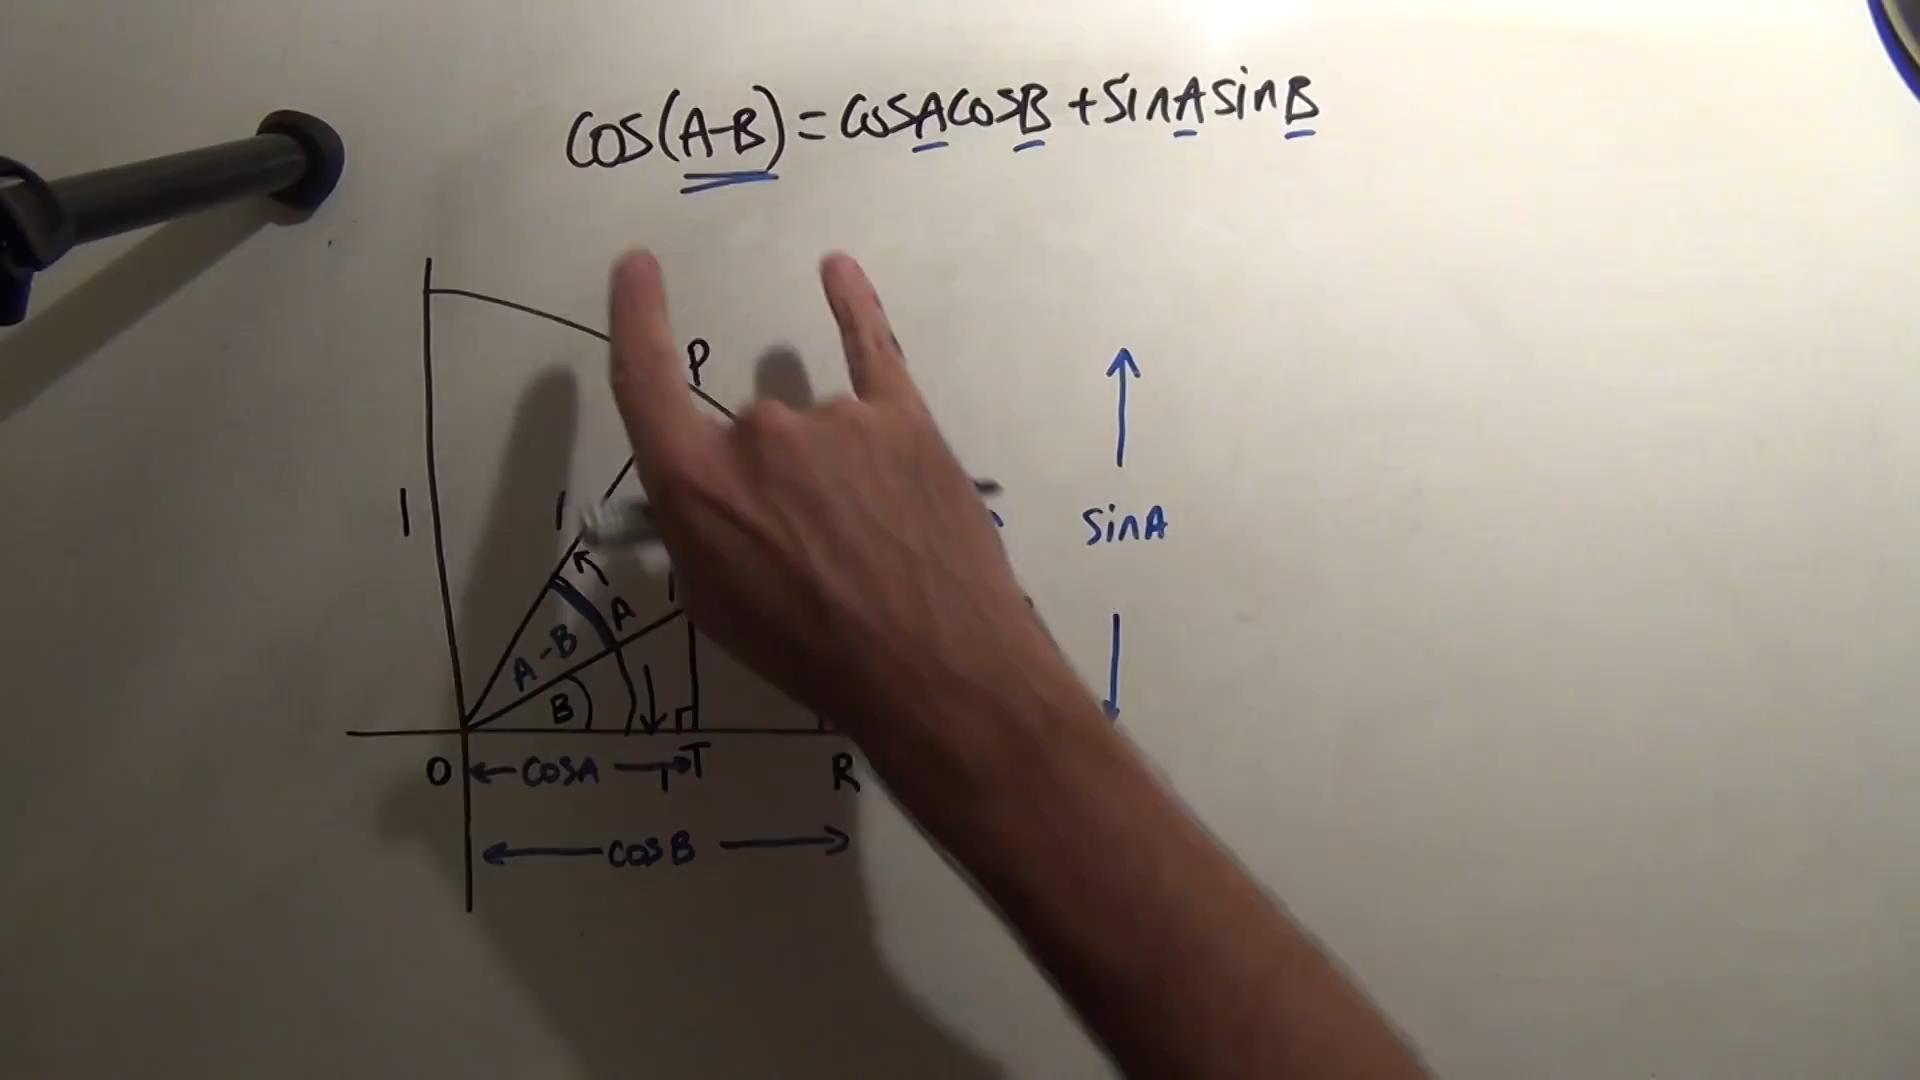 COS(A-B) = COSACOSB + SINASINB
P
1
1
SINA
A
A-B
B
O
COSA
T
R
COSB